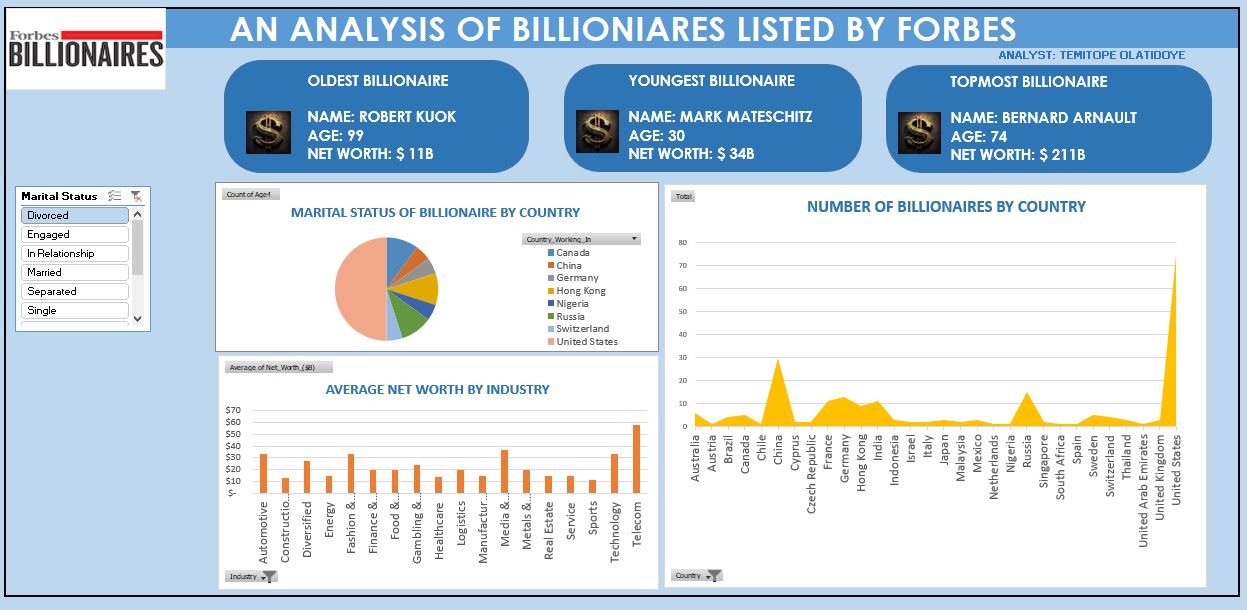 Forbes
BILLIONAIRES
AN ANALYSIS OF BILLIONIARES LISTED BY FORBES
ANALYST: TEMITOPE OLATIDOYE
OLDEST BILLIONAIRE
NAME: ROBERT KUOK
AGE: 99
NET WORTH: $ 11B
YOUNGEST BILLIONAIRE
NAME: MARK MATESCHITZ
AGE: 30
NET WORTH: $ 34B
TOPMOST BILLIONAIRE
NAME: BERNARD ARNAULT
AGE: 74
NET WORTH: $ 211B
Marital Status
Divorced
Engaged
In Relationship
Married
Separated
Single
Count of Age4
MARITAL STATUS OF BILLIONAIRE BY COUNTRY
Country_Working_In
Canada
China
Germany
Hong Kong
Nigeria
Russia
Switzerland
United States
Average of Net_Worth_($B)
AVERAGE NET WORTH BY INDUSTRY
$70
$60
$50
$40
$30
$20
$10
$-
Automotive
Constructio...
Diversified
Energy
Fashion &...
Finance &...
Food &...
Gambling &...
Healthcare
Logistics
Manufactur...
Media &...
Metals &...
Real Estate
Service
Sports
Technology
Telecom
Industry
Total
NUMBER OF BILLIONAIRES BY COUNTRY
80
70
60
50
40
30
20
10
0
Australia
Austria
Brazil
Canada
Chile
China
Cyprus
Czech Republic
France
Germany
Hong Kong
India
Indonesia
Israel
Italy
Japan
Malaysia
Mexico
Netherlands
Nigeria
Russia
Singapore
South Africa
Spain
Sweden
Switzerland
Thailand
United Arab Emirates
United Kingdom
United States
Country